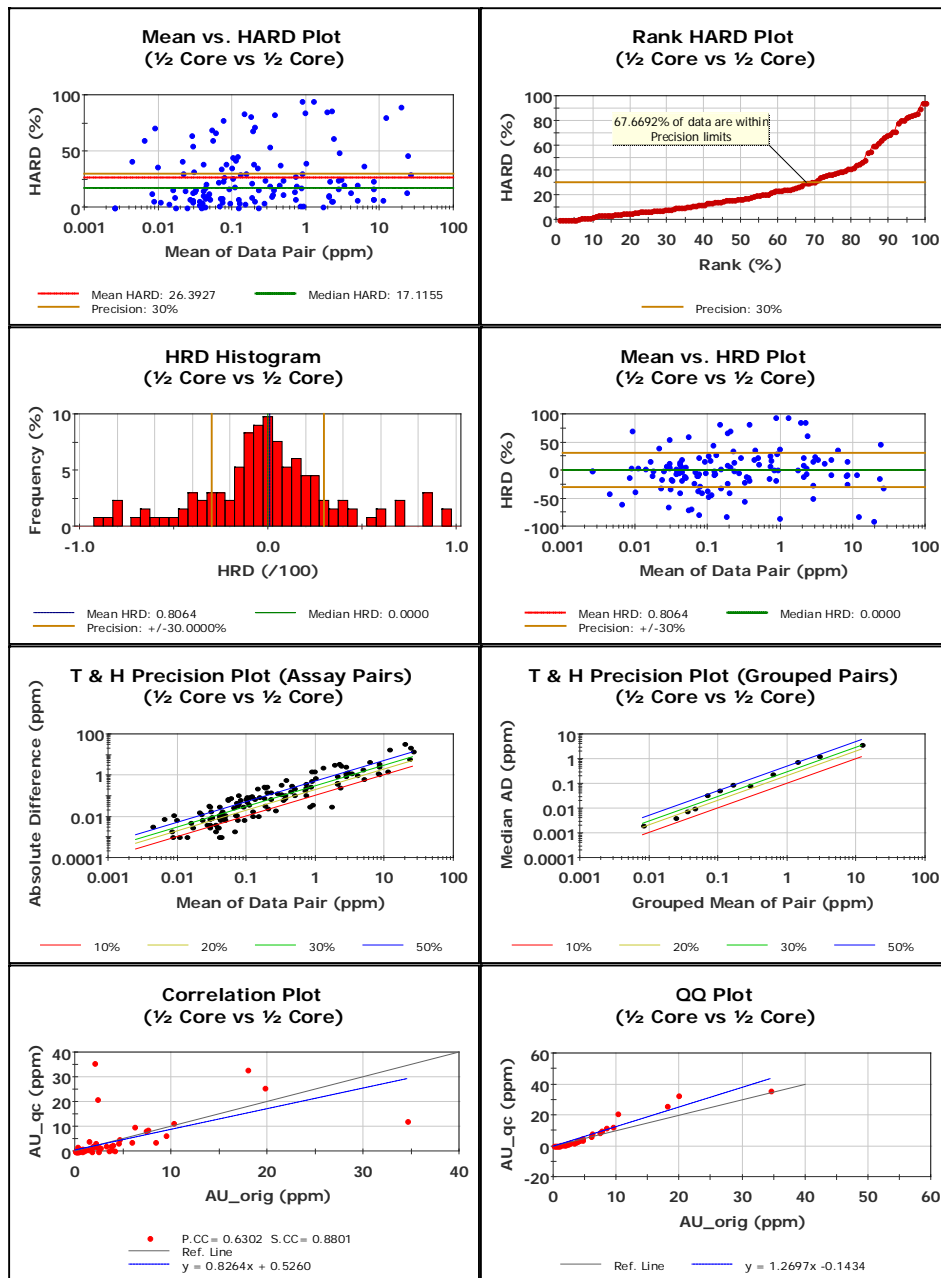 Mean vs. HARD Plot
(½ Core vs ½ Core)
HARD (%)
100
50
0
0.001 0.01 0.1 1 10 100
Mean of Data Pair (ppm)
Mean HARD: 26.3927 Median HARD: 17.1155
Precision: 30%
Rank HARD Plot
(½ Core vs ½ Core)
HARD (%)
100
80
60
40
20
0
67.6692% of data are within
Precision limits
0 10 20 30 40 50 60 70 80 90 100
Rank (%)
Precision: 30%
HRD Histogram
(½ Core vs ½ Core)
Frequency (%)
10
5
0
-1.0 0.0 1.0
HRD (/100)
Mean HRD: 0.8064 Median HRD: 0.0000
Precision: +/-30.0000%
Mean vs. HRD Plot
(½ Core vs ½ Core)
HRD (%)
100
50
0
-50
-100
0.001 0.01 0.1 1 10 100
Mean of Data Pair (ppm)
Mean HRD: 0.8064 Median HRD: 0.0000
Precision: +/-30%
T & H Precision Plot (Assay Pairs)
(½ Core vs ½ Core)
Absolute Difference (ppm)
100
1
0.01
0.0001
0.001 0.01 0.1 1 10 100
Mean of Data Pair (ppm)
10% 20% 30% 50%
T & H Precision Plot (Grouped Pairs)
(½ Core vs ½ Core)
Median AD (ppm)
10
1
0.1
0.01
0.001
0.0001
0.001 0.01 0.1 1 10 100
Grouped Mean of Pair (ppm)
10% 20% 30% 50%
Correlation Plot
(½ Core vs ½ Core)
AU_qc (ppm)
40
30
20
10
0
0 10 20 30 40
AU_orig (ppm)
P.CC= 0.6302 S.CC= 0.8801
Ref. Line
y = 0.8264x + 0.5260
QQ Plot
(½ Core vs ½ Core)
AU_qc (ppm)
60
40
20
0
-20
0 10 20 30 40 50 60
AU_orig (ppm)
Ref. Line y = 1.2697x -0.1434